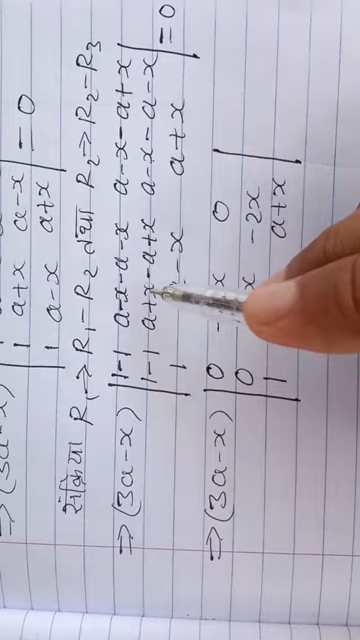 ⇒ (3a-x)
1 a+x a-x = 0
1 a-x a+x
संक्रिया R₁→R₁-R₂ तथा R₂→R₂-R₃
⇒ (3a-x) | 1-1 a-x-a-x a-x-a+x | = 0
1-1 a+x-a+x a-x-a-x
1 -x a+x
⇒ (3a-x) | 0 - x 0 |
0 x -2x
1 a+x